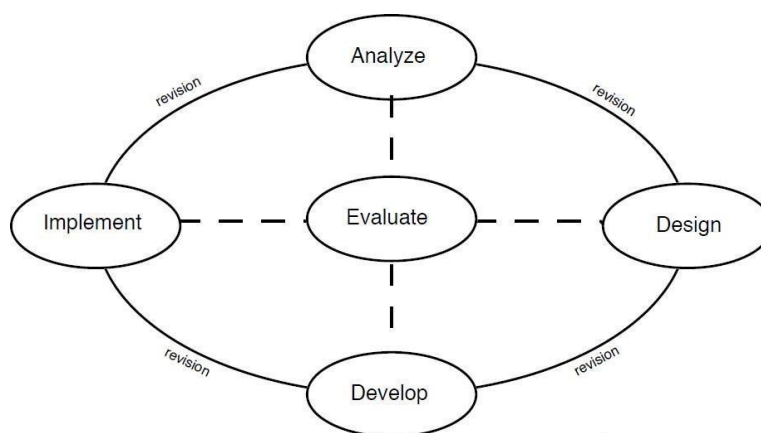 Analyze
revision
revision
Implement
Evaluate
Design
revision
revision
Develop